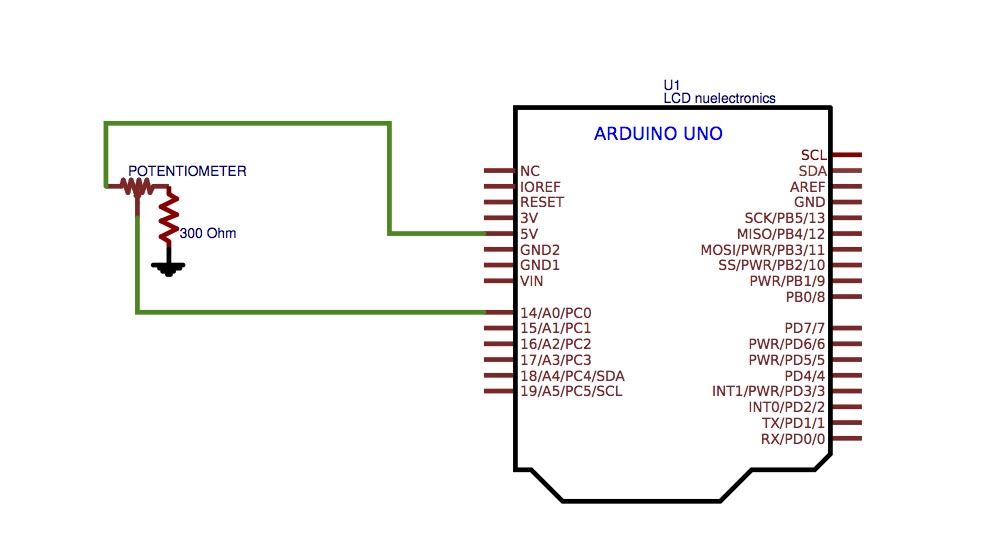 U1
LCD nuelectronics
ARDUINO UNO
POTENTIOMETER
300 Ohm
NC
IOREF
RESET
3V
5V
GND2
GND1
VIN
14/A0/PC0
15/A1/PC1
16/A2/PC2
17/A3/PC3
18/A4/PC4/SDA
19/A5/PC5/SCL
SCL
SDA
AREF
GND
SCK/PB5/13
MISO/PB4/12
MOSI/PWR/PB3/11
SS/PWR/PB2/10
PWR/PB1/9
PB0/8
PD7/7
PWR/PD6/6
PWR/PD5/5
PD4/4
INT1/PWR/PD3/3
INT0/PD2/2
TX/PD1/1
RX/PD0/0